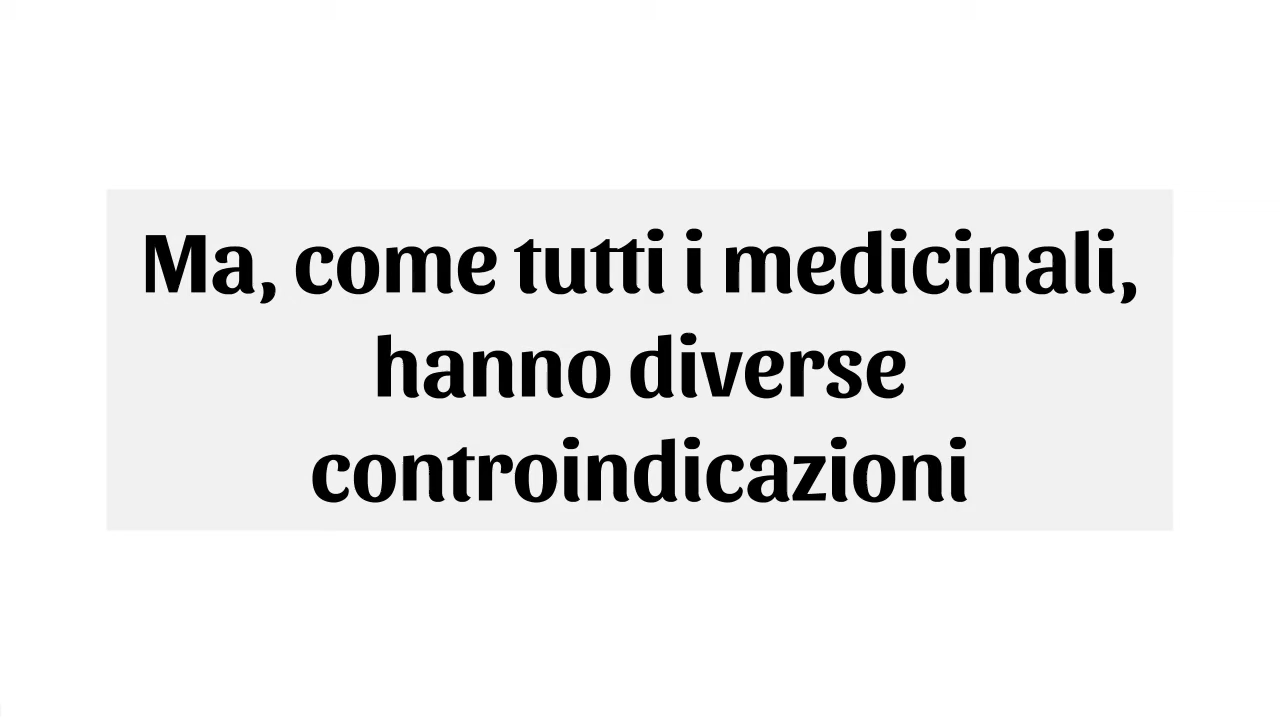 Ma, come tutti i medicinali,
hanno diverse
controindicazioni